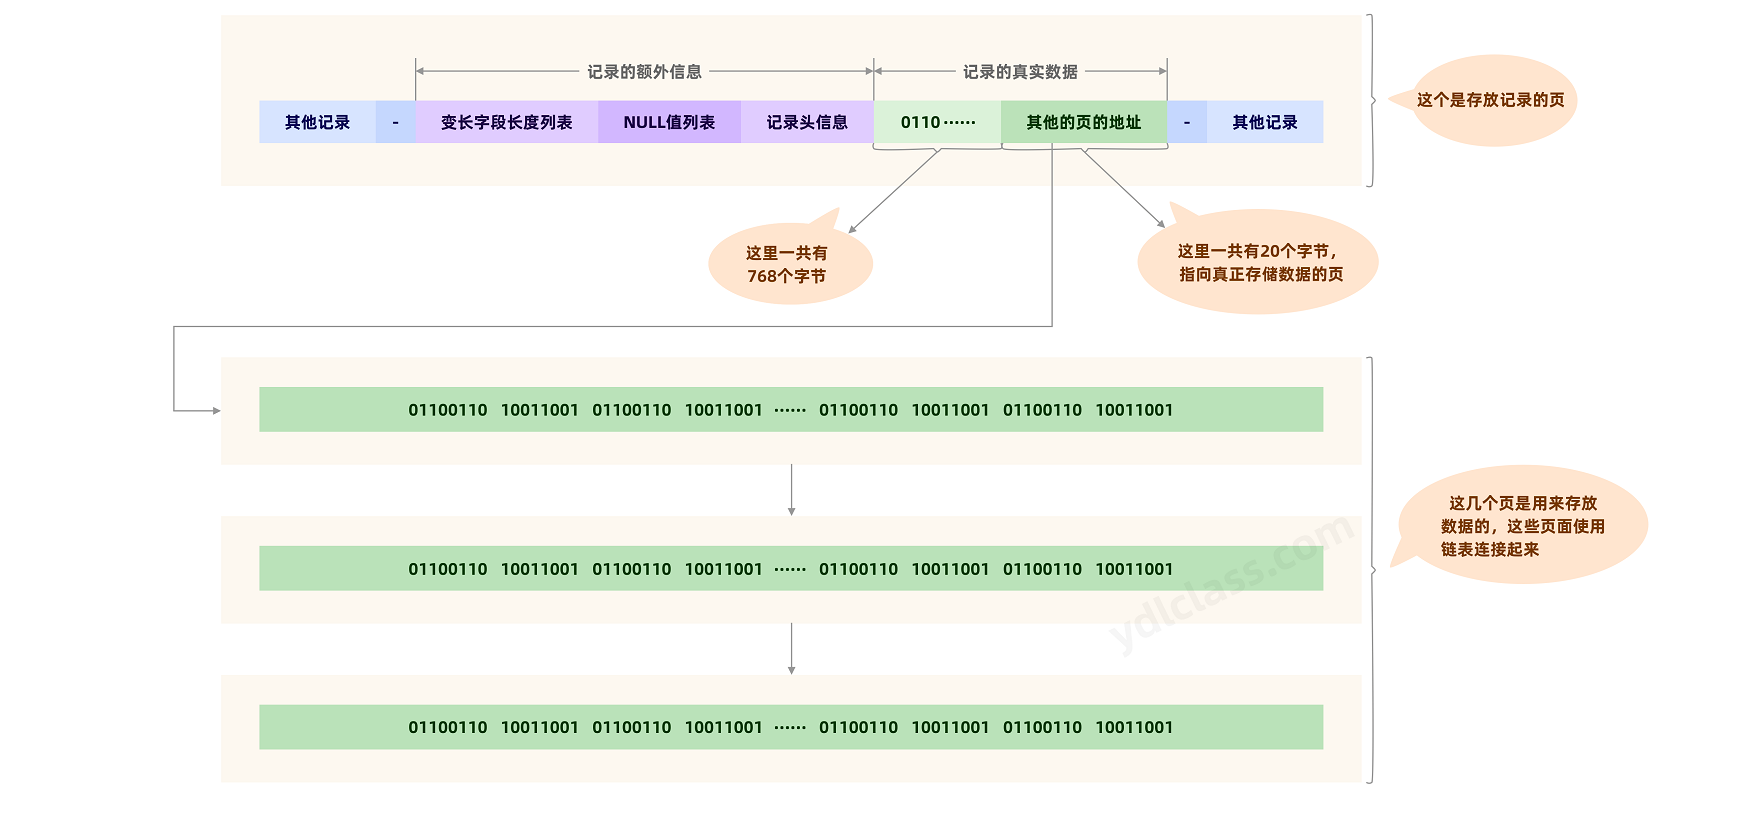 记录的额外信息
记录的真实数据
其他记录 - 变长字段长度列表 NULL值列表 记录头信息 0110…… 其他的页的地址 - 其他记录
这个是存放记录的页
这里一共有
768个字节
这里一共有20个字节，
指向真正存储数据的页
01100110 10011001 01100110 10011001 …… 01100110 10011001 01100110 10011001
01100110 10011001 01100110 10011001 …… 01100110 10011001 01100110 10011001
01100110 10011001 01100110 10011001 …… 01100110 10011001 01100110 10011001
这几个页是用来存放
数据的，这些页面使用
链表连接起来
ydlclass.com